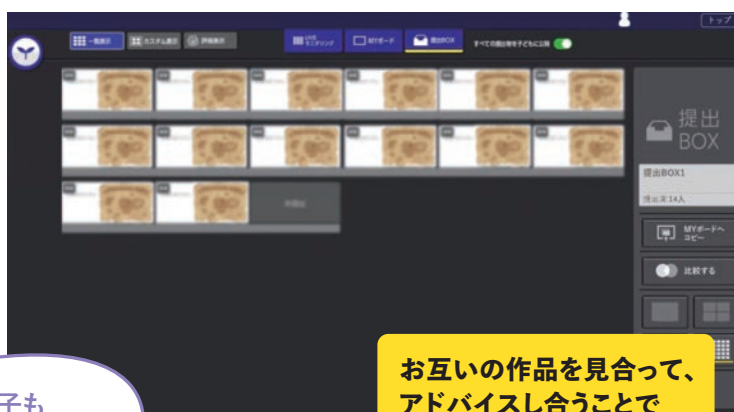 トップ
一覧表示
カスタム表示
評価表示
LIVE
モニタリング
MYボード
提出BOX
すべての提出物を子どもに公開
提出
BOX
提出BOX1
提出済:14人
MYボードへ
コピー
比較する
未提出
子も
お互いの作品を見合って、
アドバイスし合うことで